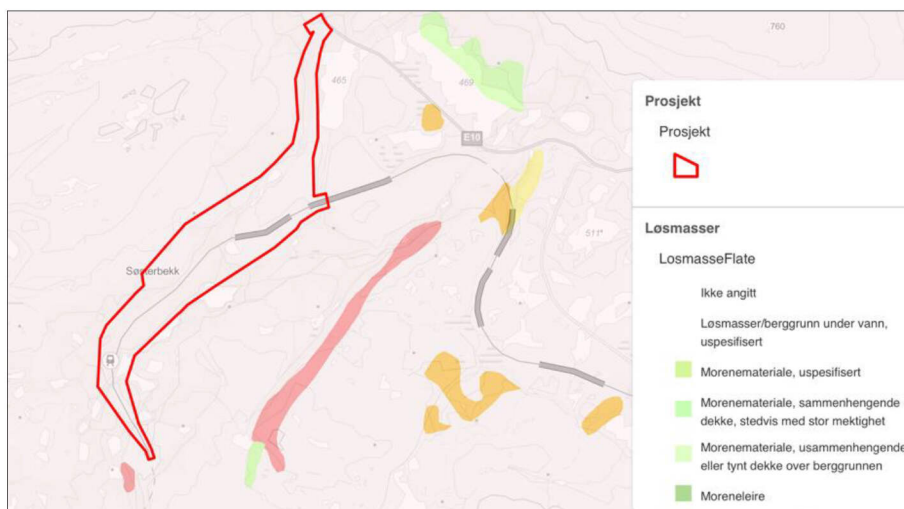 760
465
469
E10
511
Prosjekt
Prosjekt
Løsmasser
LosmasseFlate
Ikke angitt
Løsmasser/berggrunn under vann,
uspesifisert
Morenemateriale, uspesifisert
Morenemateriale, sammenhengende
dekke, stedvis med stor mektighet
Morenemateriale, usammenhengende
eller tynt dekke over berggrunnen
Moreneleire